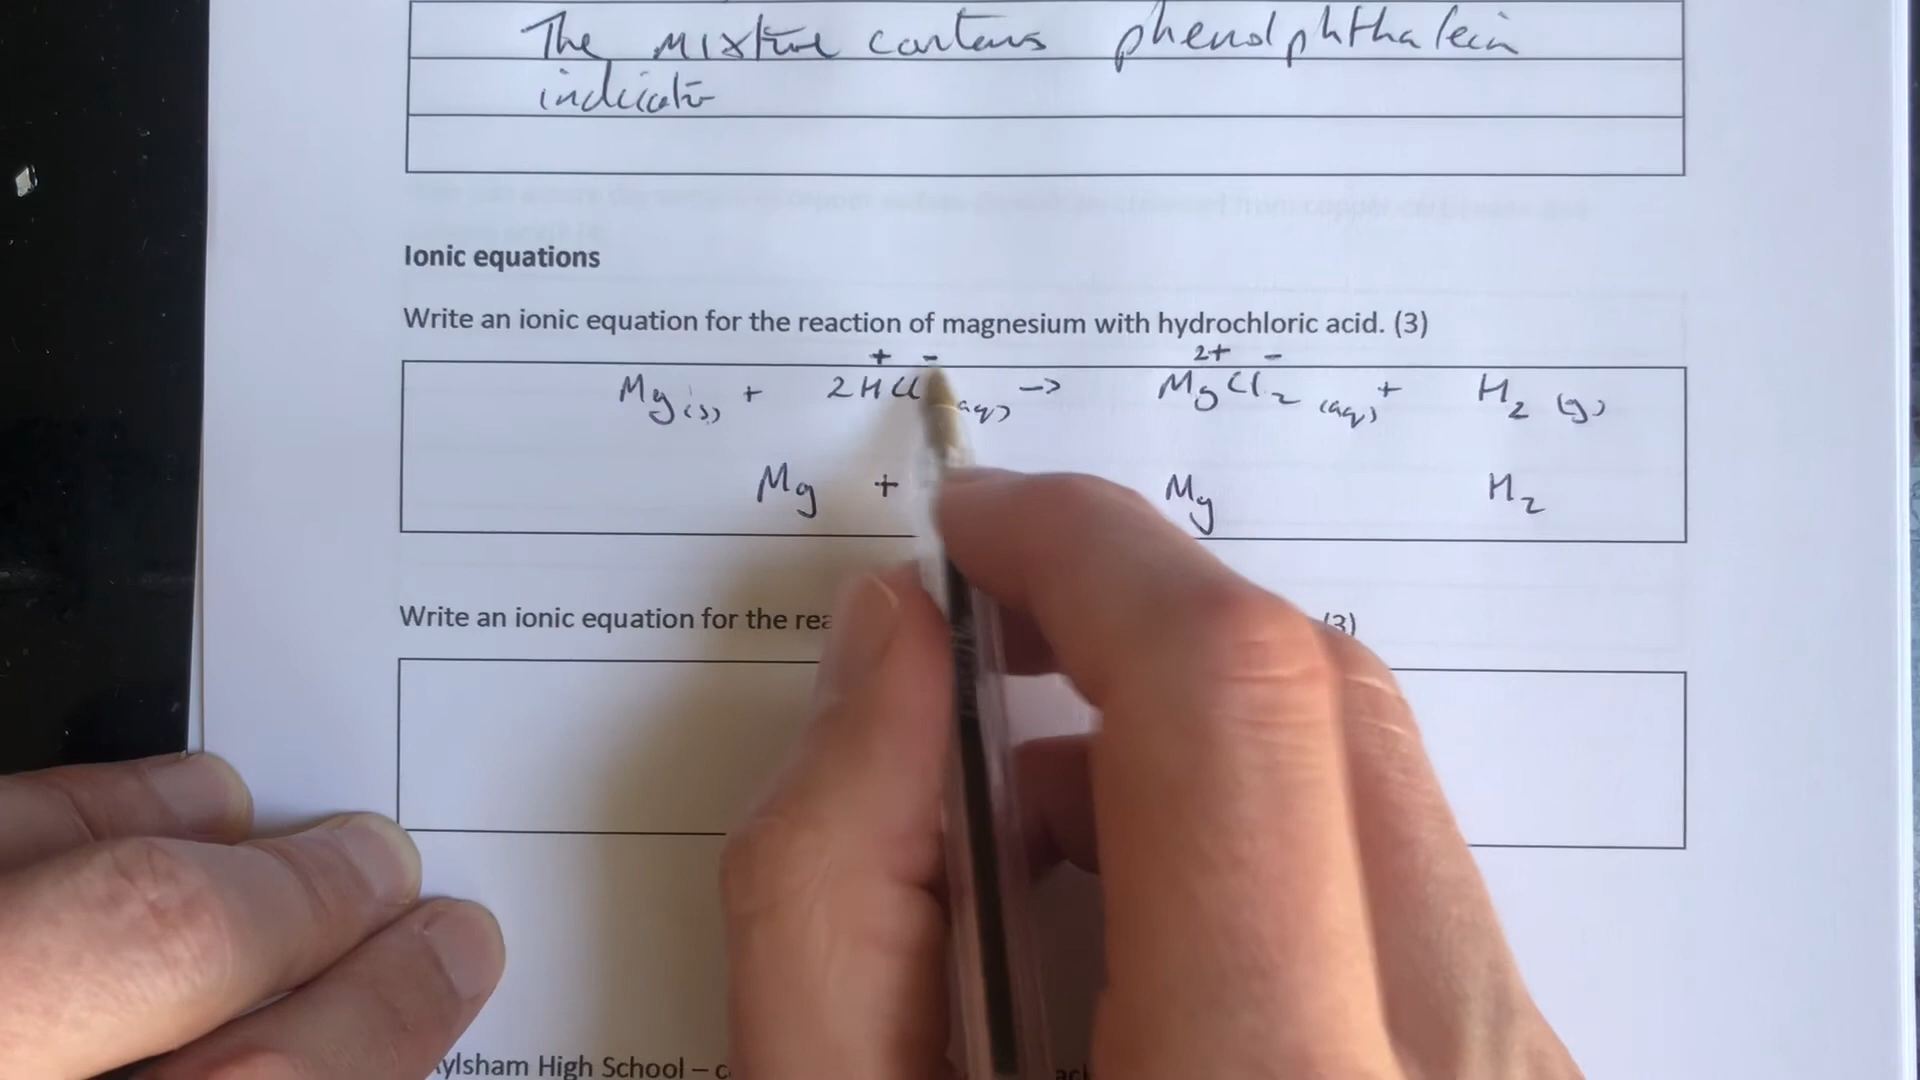 The mixture contains phenolphthalein
indicator
Ionic equations
Write an ionic equation for the reaction of magnesium with hydrochloric acid. (3)
+ - 2+ -
Mg(s) + 2HCl (aq) -> MgCl2 (aq) + H2 (g)
Mg + Mg H2
Write an ionic equation for the (3)
ylsham High School –